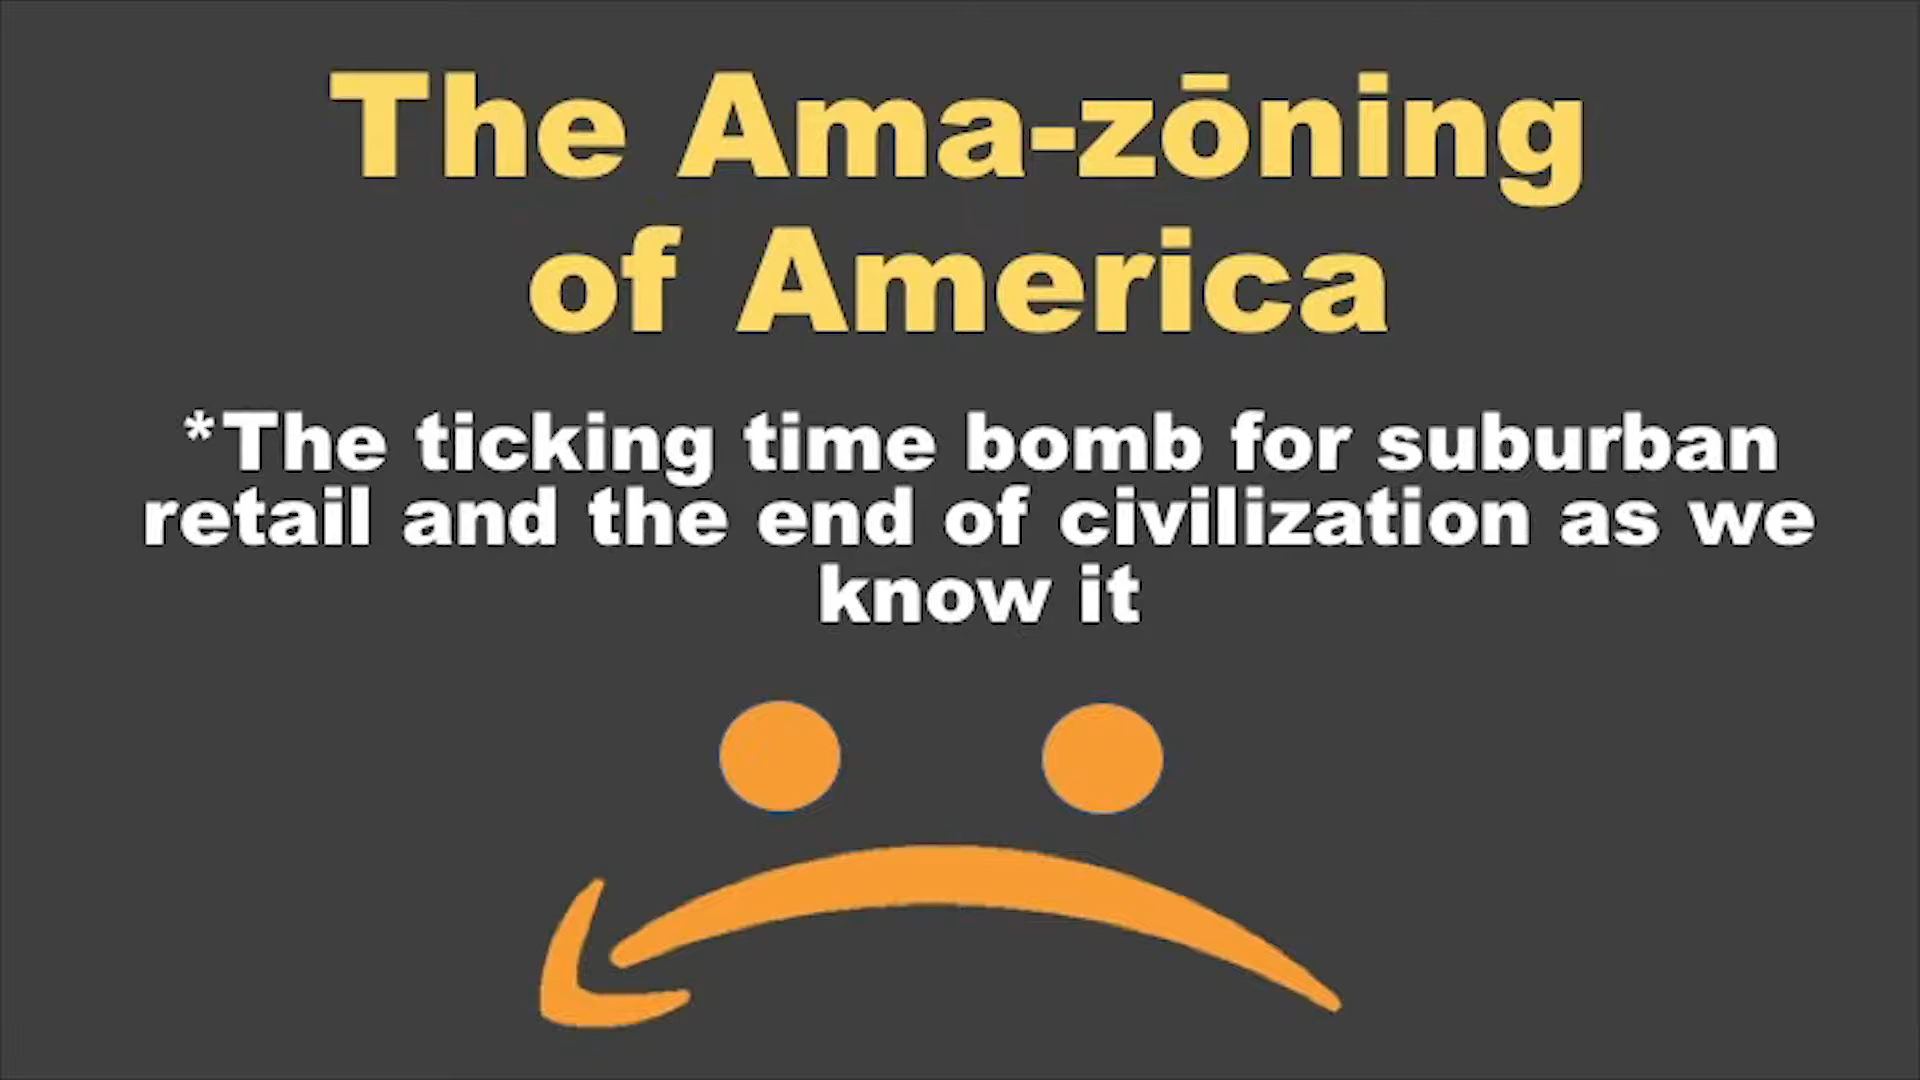 The Ama-zōning
of America
*The ticking time bomb for suburban
retail and the end of civilization as we
know it